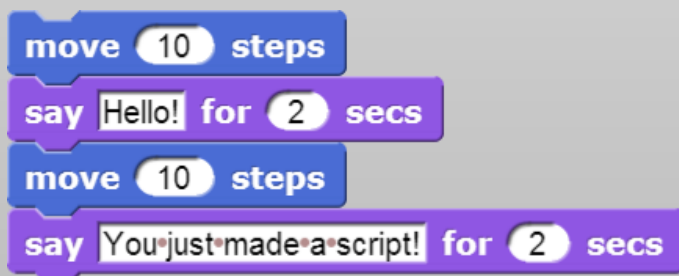 move 10 steps
say Hello! for 2 secs
move 10 steps
say You•just•made•a•script! for 2 secs